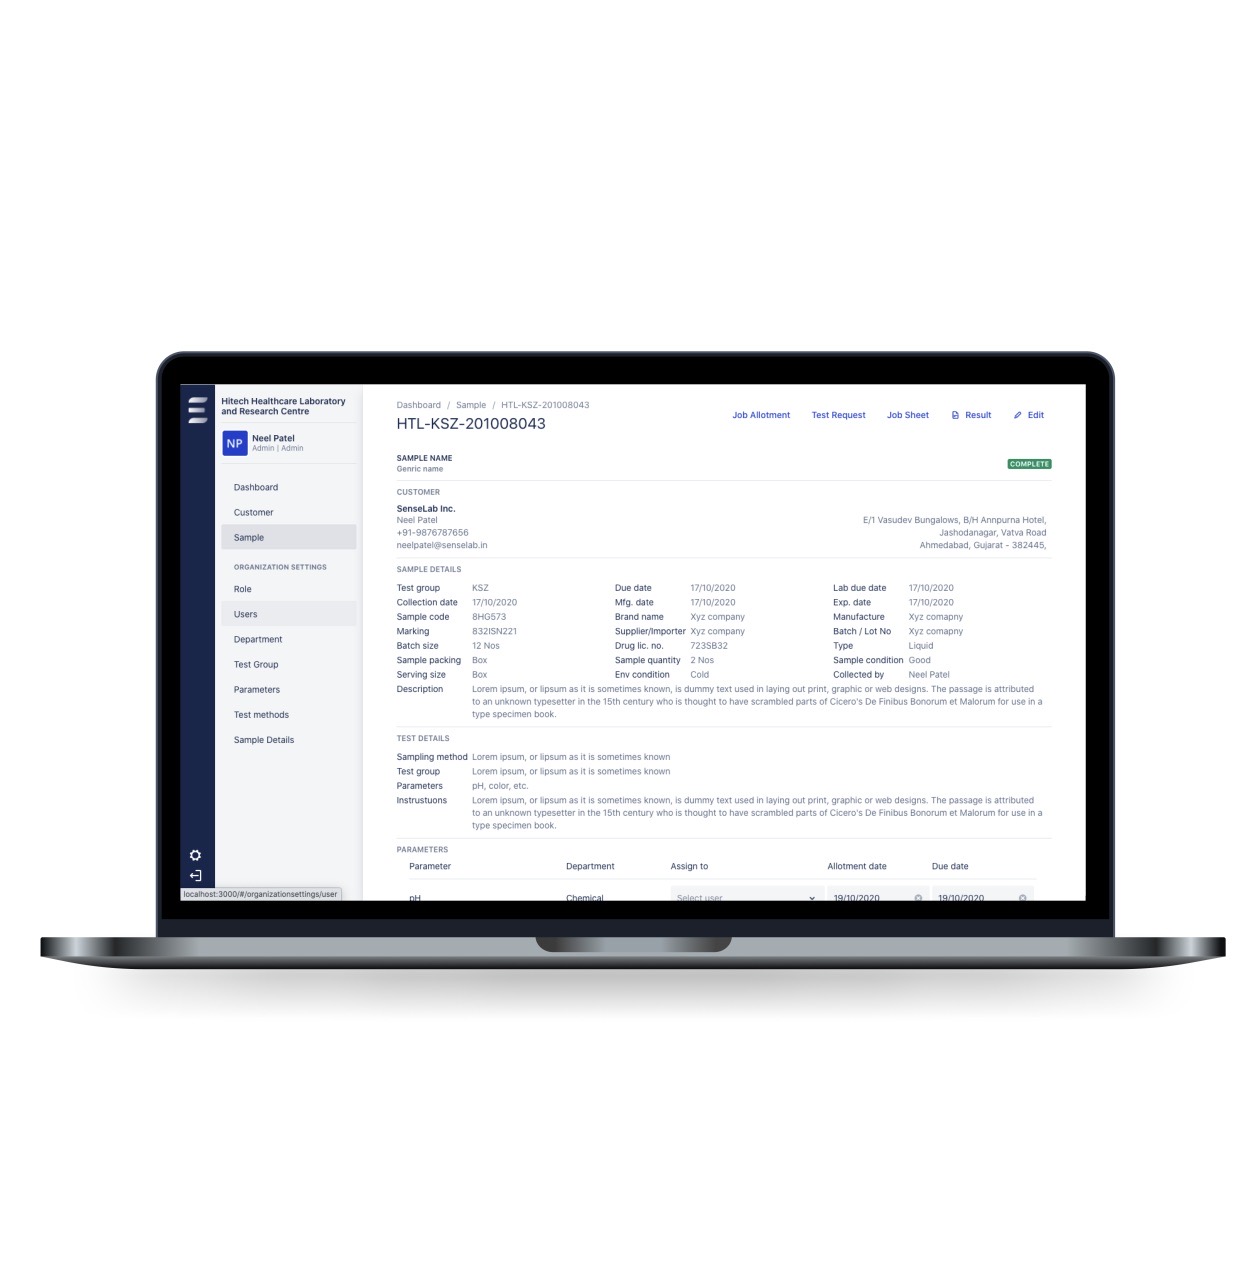 Hitech Healthcare Laboratory
and Research Centre
NP
Neel Patel
Admin | Admin
Dashboard
Customer
Sample
ORGANIZATION SETTINGS
Role
Users
Department
Test Group
Parameters
Test methods
Sample Details
localhost:3000/#/organizationsettings/user
Dashboard / Sample / HTL-KSZ-201008043
HTL-KSZ-201008043
Job Allotment Test Request Job Sheet Result Edit
SAMPLE NAME
Genric name
COMPLETE
CUSTOMER
SenseLab Inc.
Neel Patel
+91-9876787656
neelpatel@senselab.in
E/1 Vasudev Bungalows, B/H Annpurna Hotel,
Jashodanagar, Vatva Road
Ahmedabad, Gujarat - 382445,
SAMPLE DETAILS
Test group KSZ Due date 17/10/2020 Lab due date 17/10/2020
Collection date 17/10/2020 Mfg. date 17/10/2020 Exp. date 17/10/2020
Sample code 8HG573 Brand name Xyz company Manufacture Xyz comapny
Marking 832ISN221 Supplier/Importer Xyz company Batch / Lot No Xyz comapny
Batch size 12 Nos Drug lic. no. 723SB32 Type Liquid
Sample packing Box Sample quantity 2 Nos Sample condition Good
Serving size Box Env condition Cold Collected by Neel Patel
Description Lorem ipsum, or lipsum as it is sometimes known, is dummy text used in laying out print, graphic or web designs. The passage is attributed
to an unknown typesetter in the 15th century who is thought to have scrambled parts of Cicero's De Finibus Bonorum et Malorum for use in a
type specimen book.
TEST DETAILS
Sampling method Lorem ipsum, or lipsum as it is sometimes known
Test group Lorem ipsum, or lipsum as it is sometimes known
Parameters pH, color, etc.
Instrustuons Lorem ipsum, or lipsum as it is sometimes known, is dummy text used in laying out print, graphic or web designs. The passage is attributed
to an unknown typesetter in the 15th century who is thought to have scrambled parts of Cicero's De Finibus Bonorum et Malorum for use in a
type specimen book.
PARAMETERS
Parameter Department Assign to Allotment date Due date
pH Chemical Select user 19/10/2020 19/10/2020